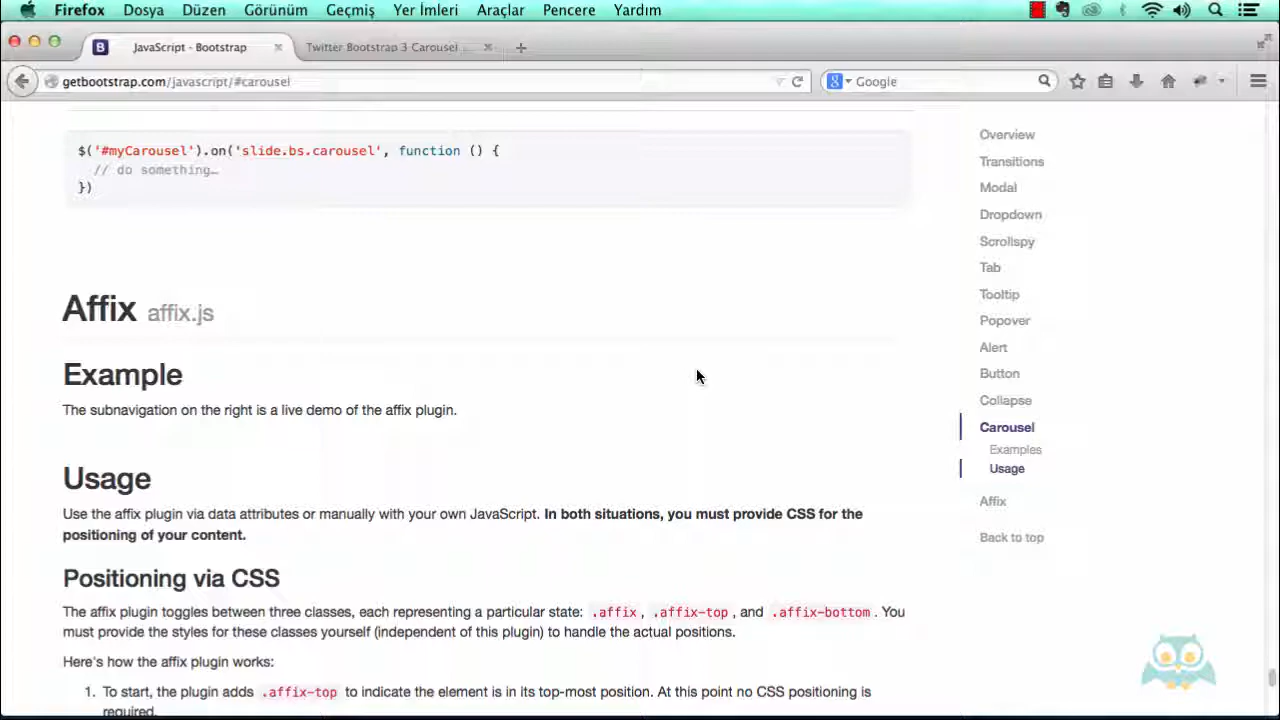 Firefox Dosya Düzen Görünüm Geçmiş Yer İmleri Araçlar Pencere Yardım
JavaScript - Bootstrap
Twitter Bootstrap 3 Carousel
getbootstrap.com/javascript/#carousel
Google
$('#myCarousel').on('slide.bs.carousel', function () {
// do something…
})
Affix affix.js
Example
The subnavigation on the right is a live demo of the affix plugin.
Usage
Use the affix plugin via data attributes or manually with your own JavaScript. In both situations, you must provide CSS for the
positioning of your content.
Positioning via CSS
The affix plugin toggles between three classes, each representing a particular state: .affix, .affix-top, and .affix-bottom. You
must provide the styles for these classes yourself (independent of this plugin) to handle the actual positions.
Here's how the affix plugin works:
1. To start, the plugin adds .affix-top to indicate the element is in its top-most position. At this point no CSS positioning is
required.
Overview
Transitions
Modal
Dropdown
Scrollspy
Tab
Tooltip
Popover
Alert
Button
Collapse
Carousel
Examples
Usage
Affix
Back to top